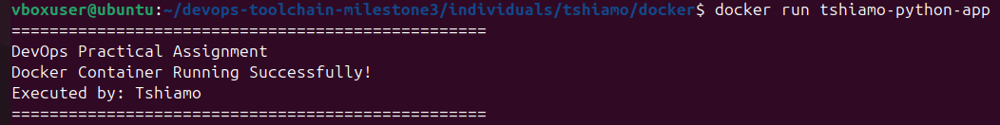 vboxuser@ubuntu:~/devops-toolchain-milestone3/individuals/tshiamo/docker$ docker run tshiamo-python-app
==================================================
DevOps Practical Assignment
Docker Container Running Successfully!
Executed by: Tshiamo
==================================================